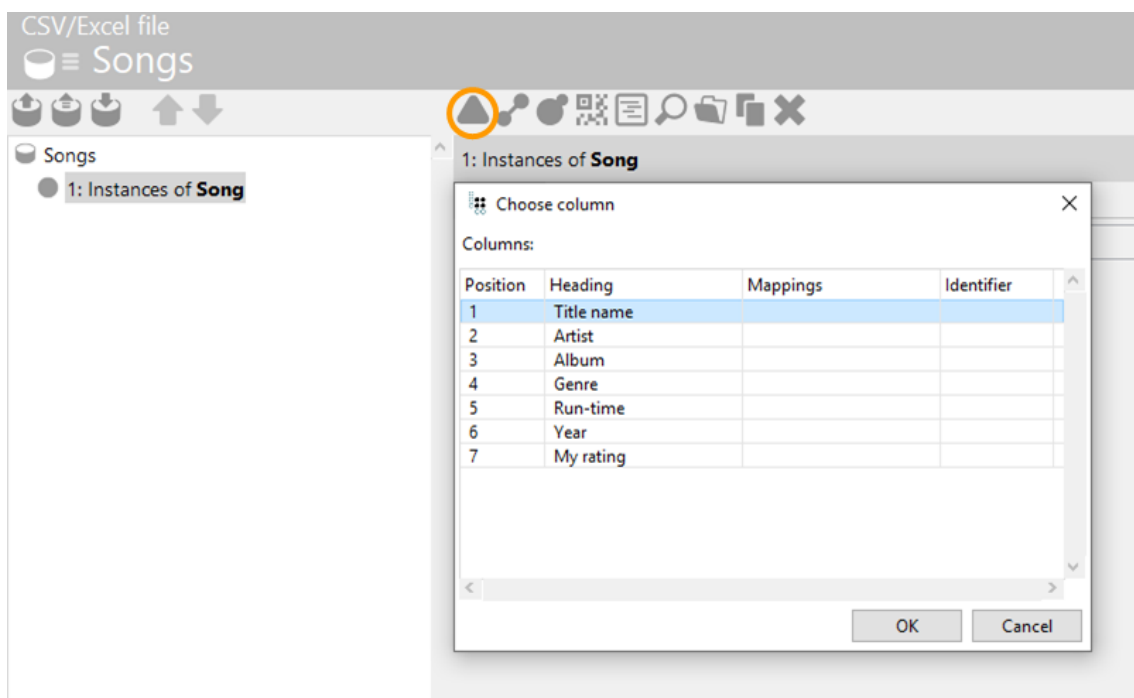 CSV/Excel file
Songs
Songs
1: Instances of Song
1: Instances of Song
Choose column
Columns:
Position Heading Mappings Identifier
1 Title name
2 Artist
3 Album
4 Genre
5 Run-time
6 Year
7 My rating
OK Cancel